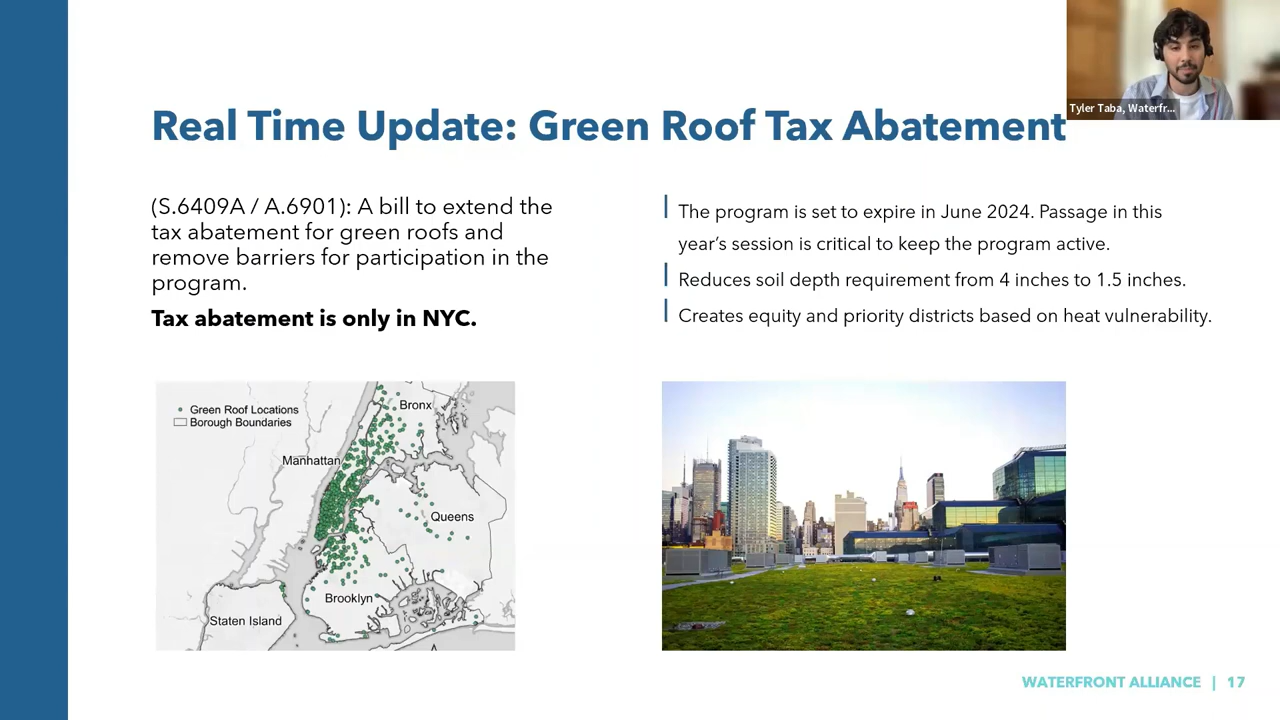 Tyler Taba, Waterfr...
Real Time Update: Green Roof Tax Abatement
(S.6409A / A.6901): A bill to extend the
tax abatement for green roofs and
remove barriers for participation in the
program.
Tax abatement is only in NYC.
The program is set to expire in June 2024. Passage in this
year’s session is critical to keep the program active.
Reduces soil depth requirement from 4 inches to 1.5 inches.
Creates equity and priority districts based on heat vulnerability.
Green Roof Locations
Borough Boundaries
Bronx
Manhattan
Queens
Brooklyn
Staten Island
WATERFRONT ALLIANCE | 17